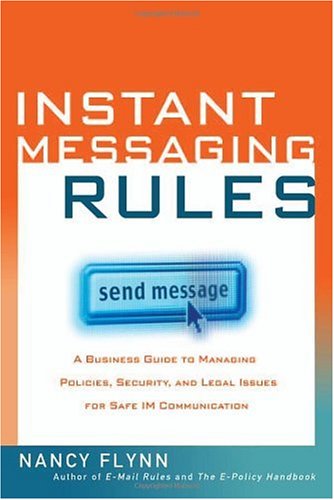 INSTANT
MESSAGING
RULES
send message
A Business Guide to Managing
Policies, Security, and Legal Issues
for Safe IM Communication
NANCY FLYNN
Author of E-Mail Rules and The E-Policy Handbook